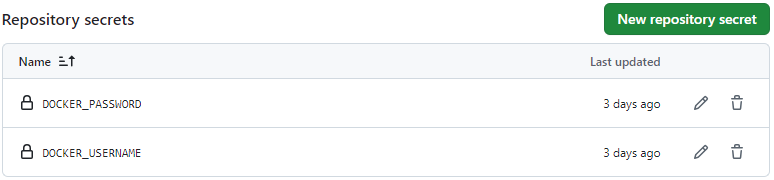 Repository secrets
New repository secret
Name
Last updated
DOCKER_PASSWORD
3 days ago
DOCKER_USERNAME
3 days ago